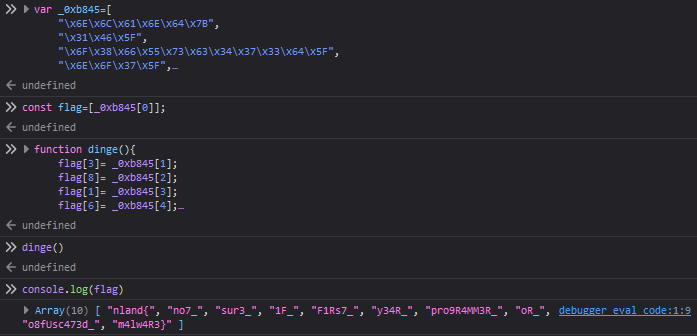 var _0xb845=[
"\x6E\x6C\x61\x6E\x64\x7B",
"\x31\x46\x5F",
"\x6F\x38\x66\x55\x73\x63\x34\x37\x33\x64\x5F",
"\x6E\x6F\x37\x5F",…
undefined
const flag=[_0xb845[0]];
undefined
function dinge(){
flag[3]= _0xb845[1];
flag[8]= _0xb845[2];
flag[1]= _0xb845[3];
flag[6]= _0xb845[4];…
undefined
dinge()
undefined
console.log(flag)
Array(10) [ "nland{", "no7_", "sur3_", "1F_", "F1Rs7_", "y34R_", "pro9R4MM3R_", "oR_", debugger eval code:1:9
"o8fUsc473d_", "m4lw4R3}" ]